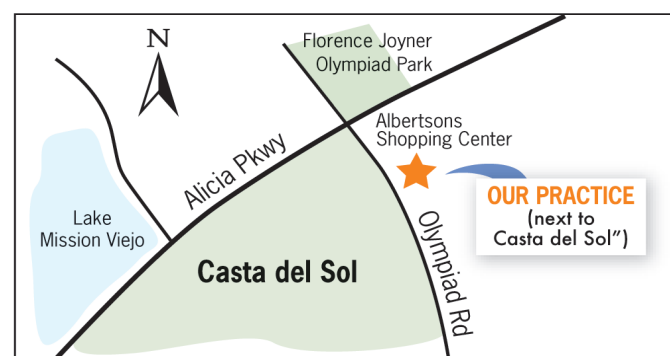 N
Florence Joyner
Olympiad Park
Albertsons
Shopping Center
Alicia Pkwy
OUR PRACTICE
(next to
Casta del Sol”)
Lake
Mission Viejo
Casta del Sol
Olympiad Rd